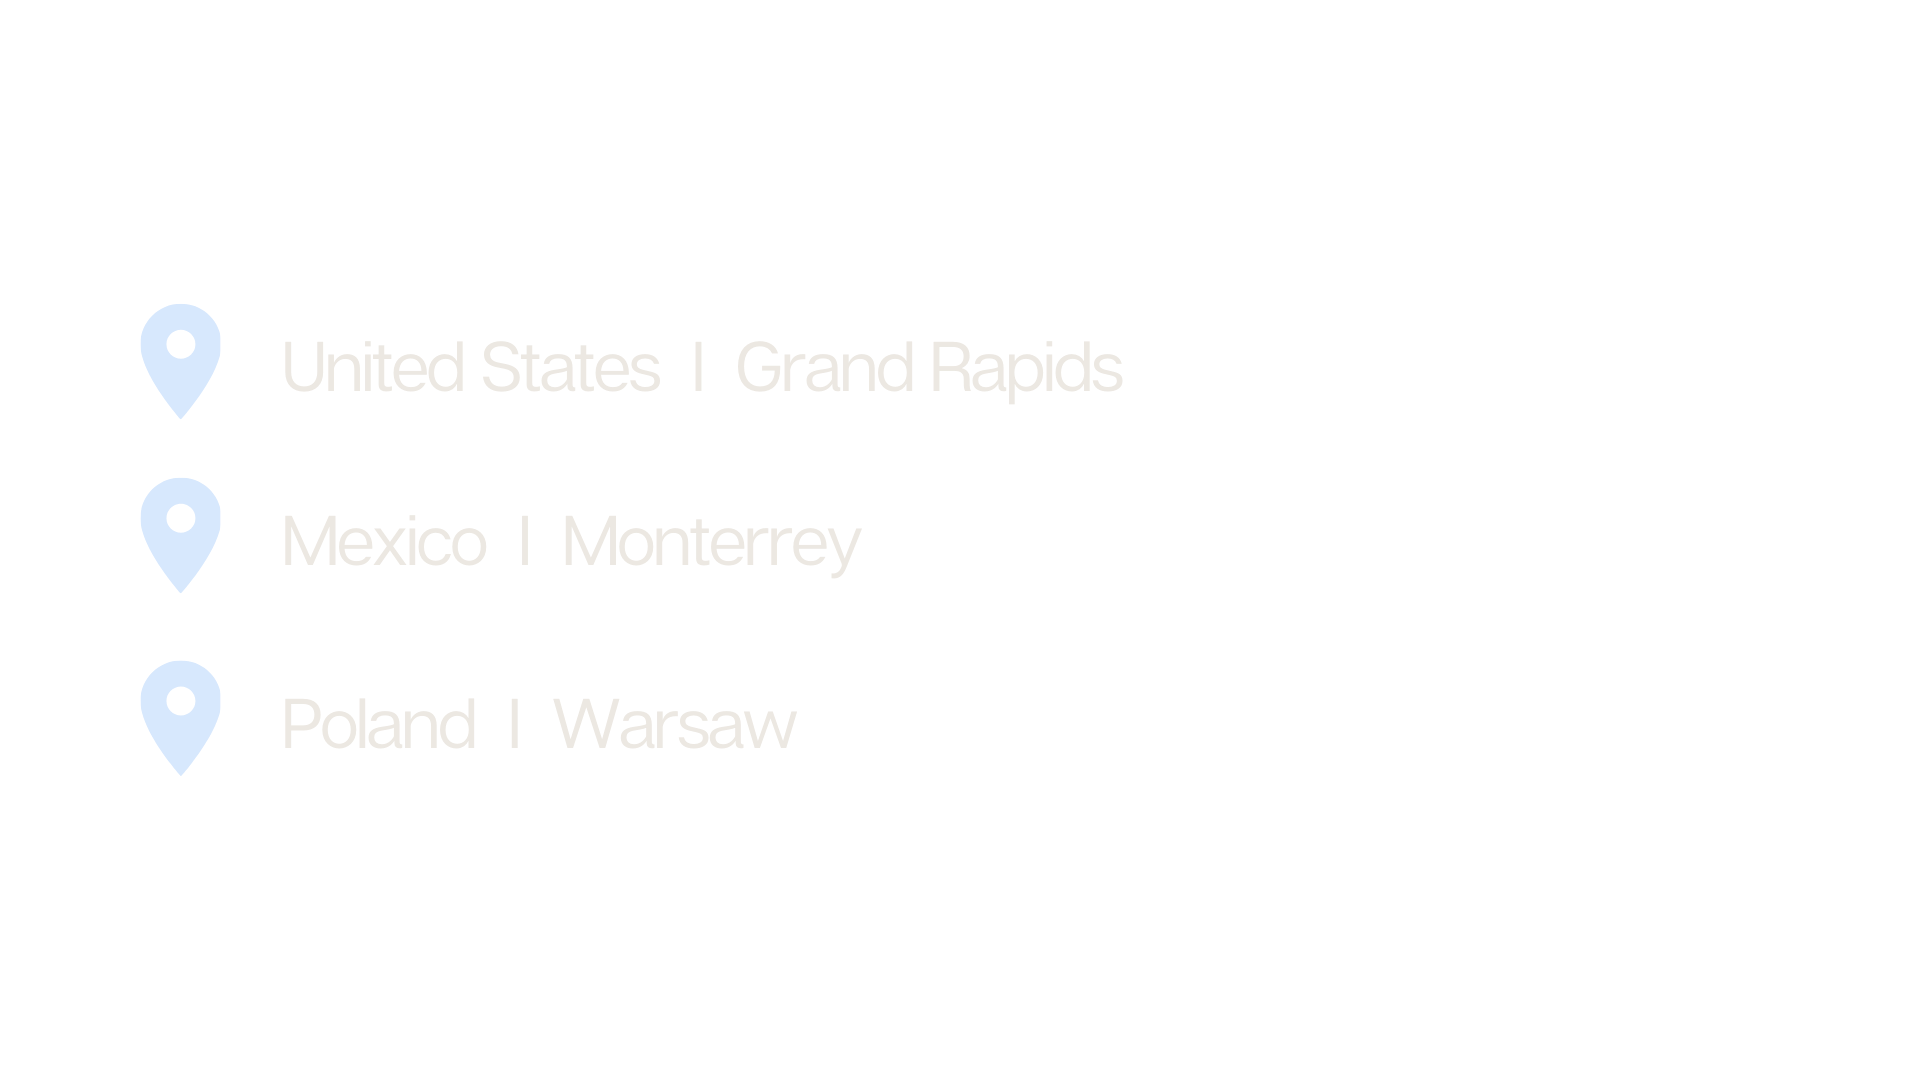 United States I Grand Rapids
Mexico I Monterrey
Poland I Warsaw